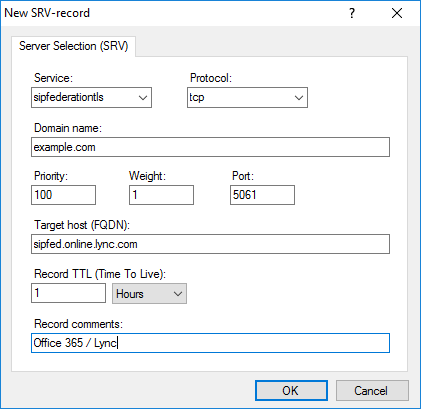 New SRV-record
Server Selection (SRV)
Service: Protocol:
sipfederationtls tcp
Domain name:
example.com
Priority: Weight: Port:
100 1 5061
Target host (FQDN):
sipfed.online.lync.com
Record TTL (Time To Live):
1 Hours
Record comments:
Office 365 / Lync
OK Cancel